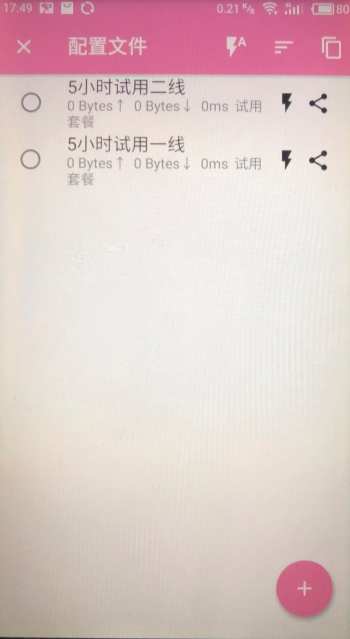 17:49 0.21 K/s 4G 80
配置文件 A
5小时试用二线
0 Bytes↑ 0 Bytes↓ 0ms 试用
套餐
5小时试用一线
0 Bytes↑ 0 Bytes↓ 0ms 试用
套餐